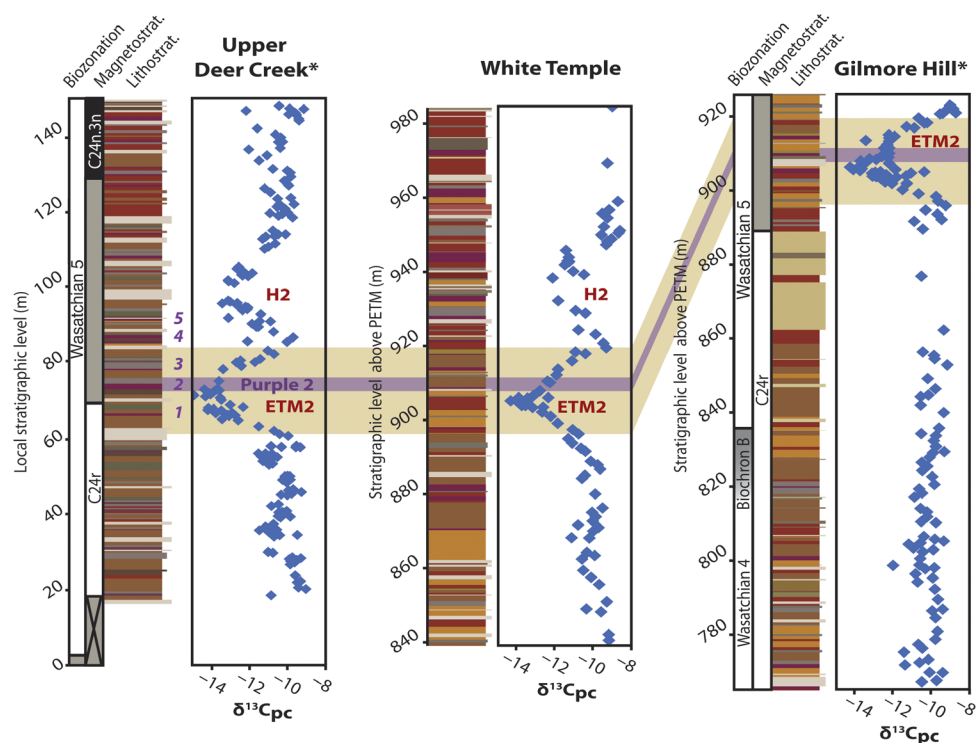 Biozonation
Magnetostrat.
Lithostrat.
Upper
Deer Creek*
White Temple
Biozonation
Magnetostrat.
Lithostrat.
Gilmore Hill*
Local stratigraphic level (m)
140
120
100
80
60
40
20
0
Wasatchian 5
C24n.3n
C24r
5
4
3
2
1
H2
Purple 2
ETM2
−14
−12
−10
−8
δ¹³Cpc
Stratigraphic level above PETM (m)
980
960
940
920
900
880
860
840
H2
ETM2
−14
−12
−10
−8
δ¹³Cpc
Stratigraphic level above PETM (m)
920
900
880
860
840
820
800
780
Wasatchian 5
Biochron B
Wasatchian 4
C24r
ETM2
−14
−12
−10
−8
δ¹³Cpc